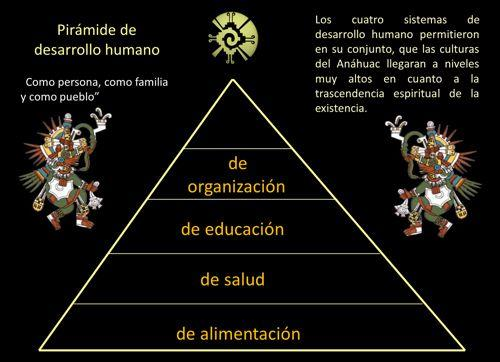 Pirámide de
desarrollo humano
Como persona, como familia
y como pueblo”
Los cuatro sistemas de
desarrollo humano permitieron
en su conjunto, que las culturas
del Anáhuac llegaran a niveles
muy altos en cuanto a la
trascendencia espiritual de la
existencia.
de
organización
de educación
de salud
de alimentación